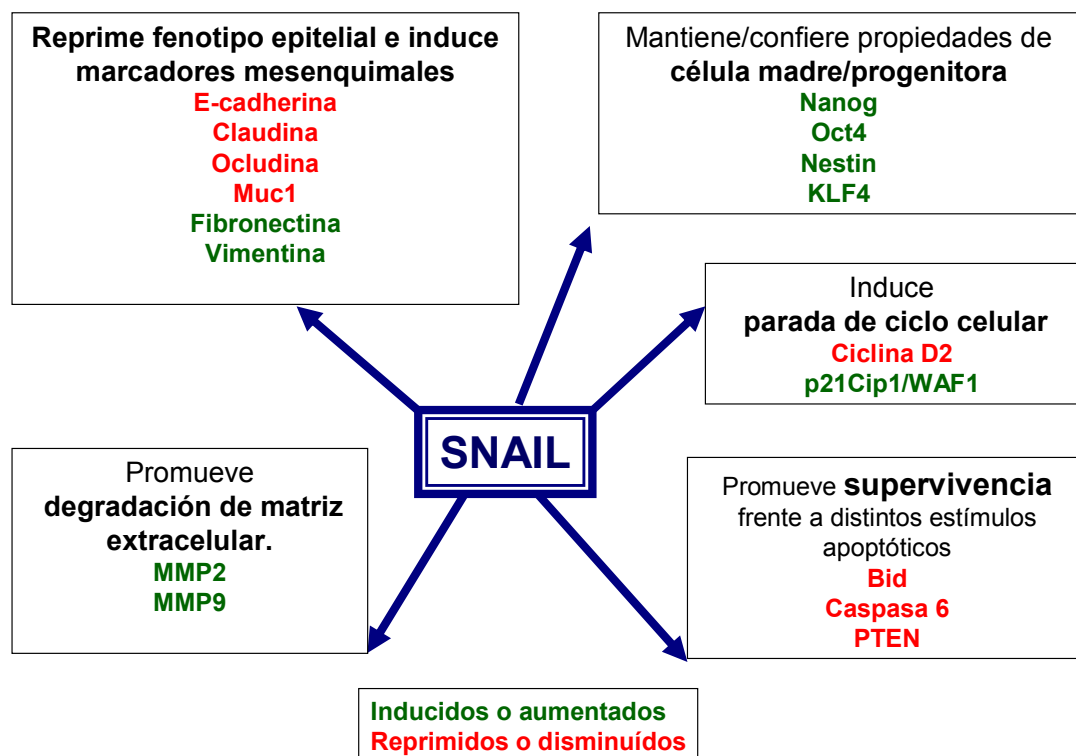 Reprime fenotipo epitelial e induce
marcadores mesenquimales
E-cadherina
Claudina
Ocludina
Muc1
Fibronectina
Vimentina
Mantiene/confiere propiedades de
célula madre/progenitora
Nanog
Oct4
Nestin
KLF4
Induce
parada de ciclo celular
Ciclina D2
p21Cip1/WAF1
SNAIL
Promueve
degradación de matriz
extracelular.
MMP2
MMP9
Promueve supervivencia
frente a distintos estímulos
apoptóticos
Bid
Caspasa 6
PTEN
Inducidos o aumentados
Reprimidos o disminuídos